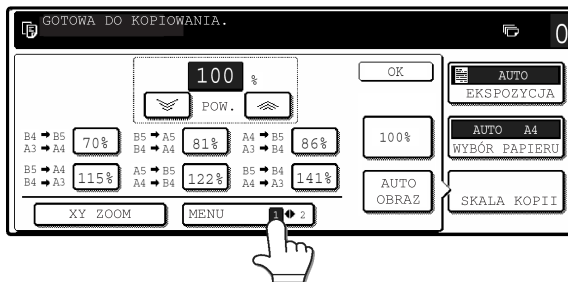 GOTOWA DO KOPIOWANIA.
0
100 %
POW.
OK
AUTO
EKSPOZYCJA
B4 ➡ B5
A3 ➡ A4
70%
B5 ➡ A5
B4 ➡ A4
81%
A4 ➡ B5
A3 ➡ B4
86%
100%
AUTO A4
WYBÓR PAPIERU
B5 ➡ A4
B4 ➡ A3
115%
A5 ➡ B5
A4 ➡ B4
122%
B5 ➡ B4
A4 ➡ A3
141%
AUTO
OBRAZ
SKALA KOPII
XY ZOOM
MENU 1 ◆ 2